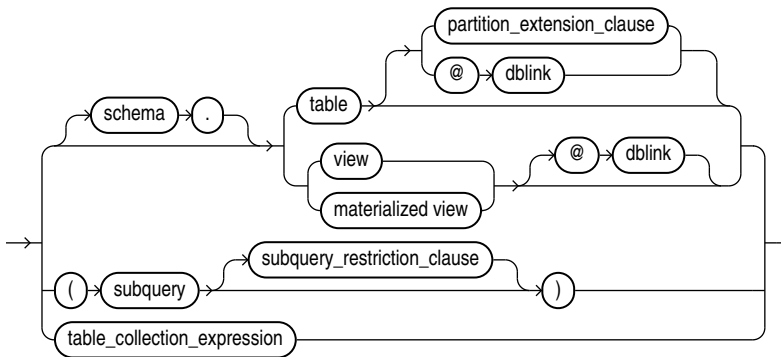 partition_extension_clause
@ dblink
schema . table
view @ dblink
materialized view
( subquery subquery_restriction_clause )
table_collection_expression